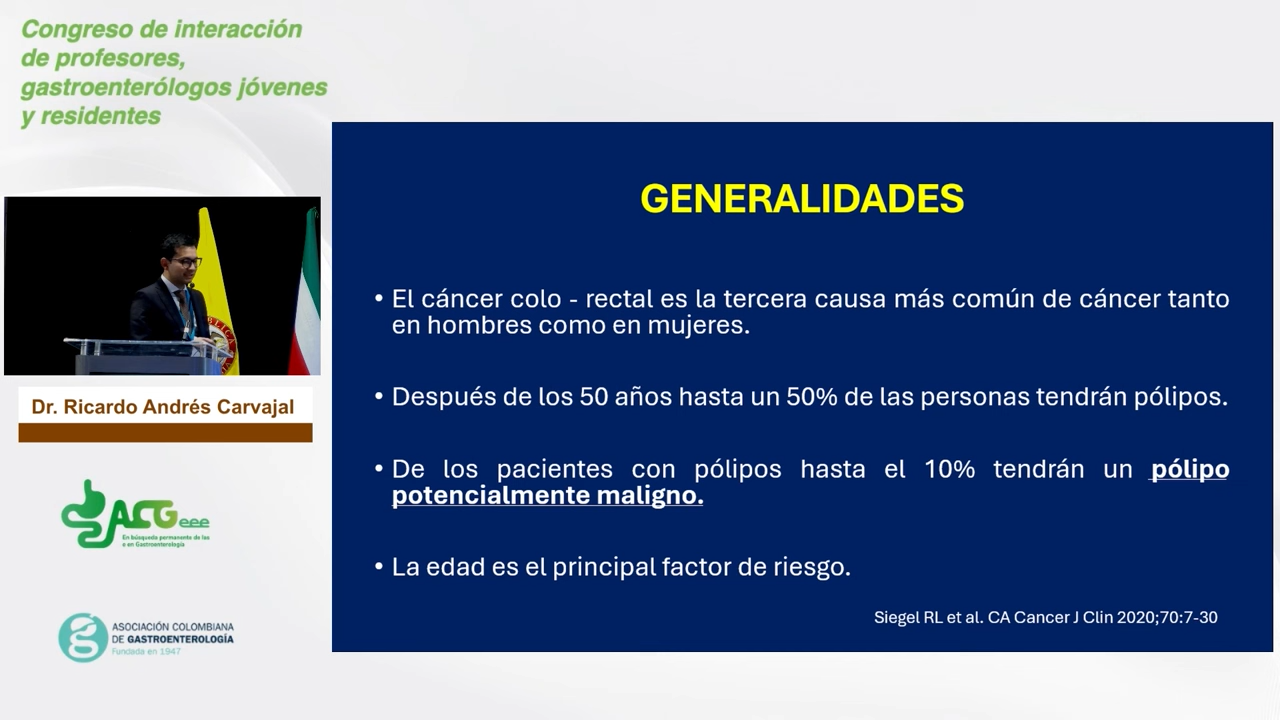 Congreso de interacción
de profesores,
gastroenterólogos jóvenes
y residentes
GENERALIDADES
• El cáncer colo - rectal es la tercera causa más común de cáncer tanto
en hombres como en mujeres.
• Después de los 50 años hasta un 50% de las personas tendrán pólipos.
• De los pacientes con pólipos hasta el 10% tendrán un pólipo
potencialmente maligno.
• La edad es el principal factor de riesgo.
Siegel RL et al. CA Cancer J Clin 2020;70:7-30
Dr. Ricardo Andrés Carvajal
ACGeee
En búsqueda permanente de las
e en Gastroenterología
ASOCIACIÓN COLOMBIANA
DE GASTROENTEROLOGÍA
Fundada en 1947